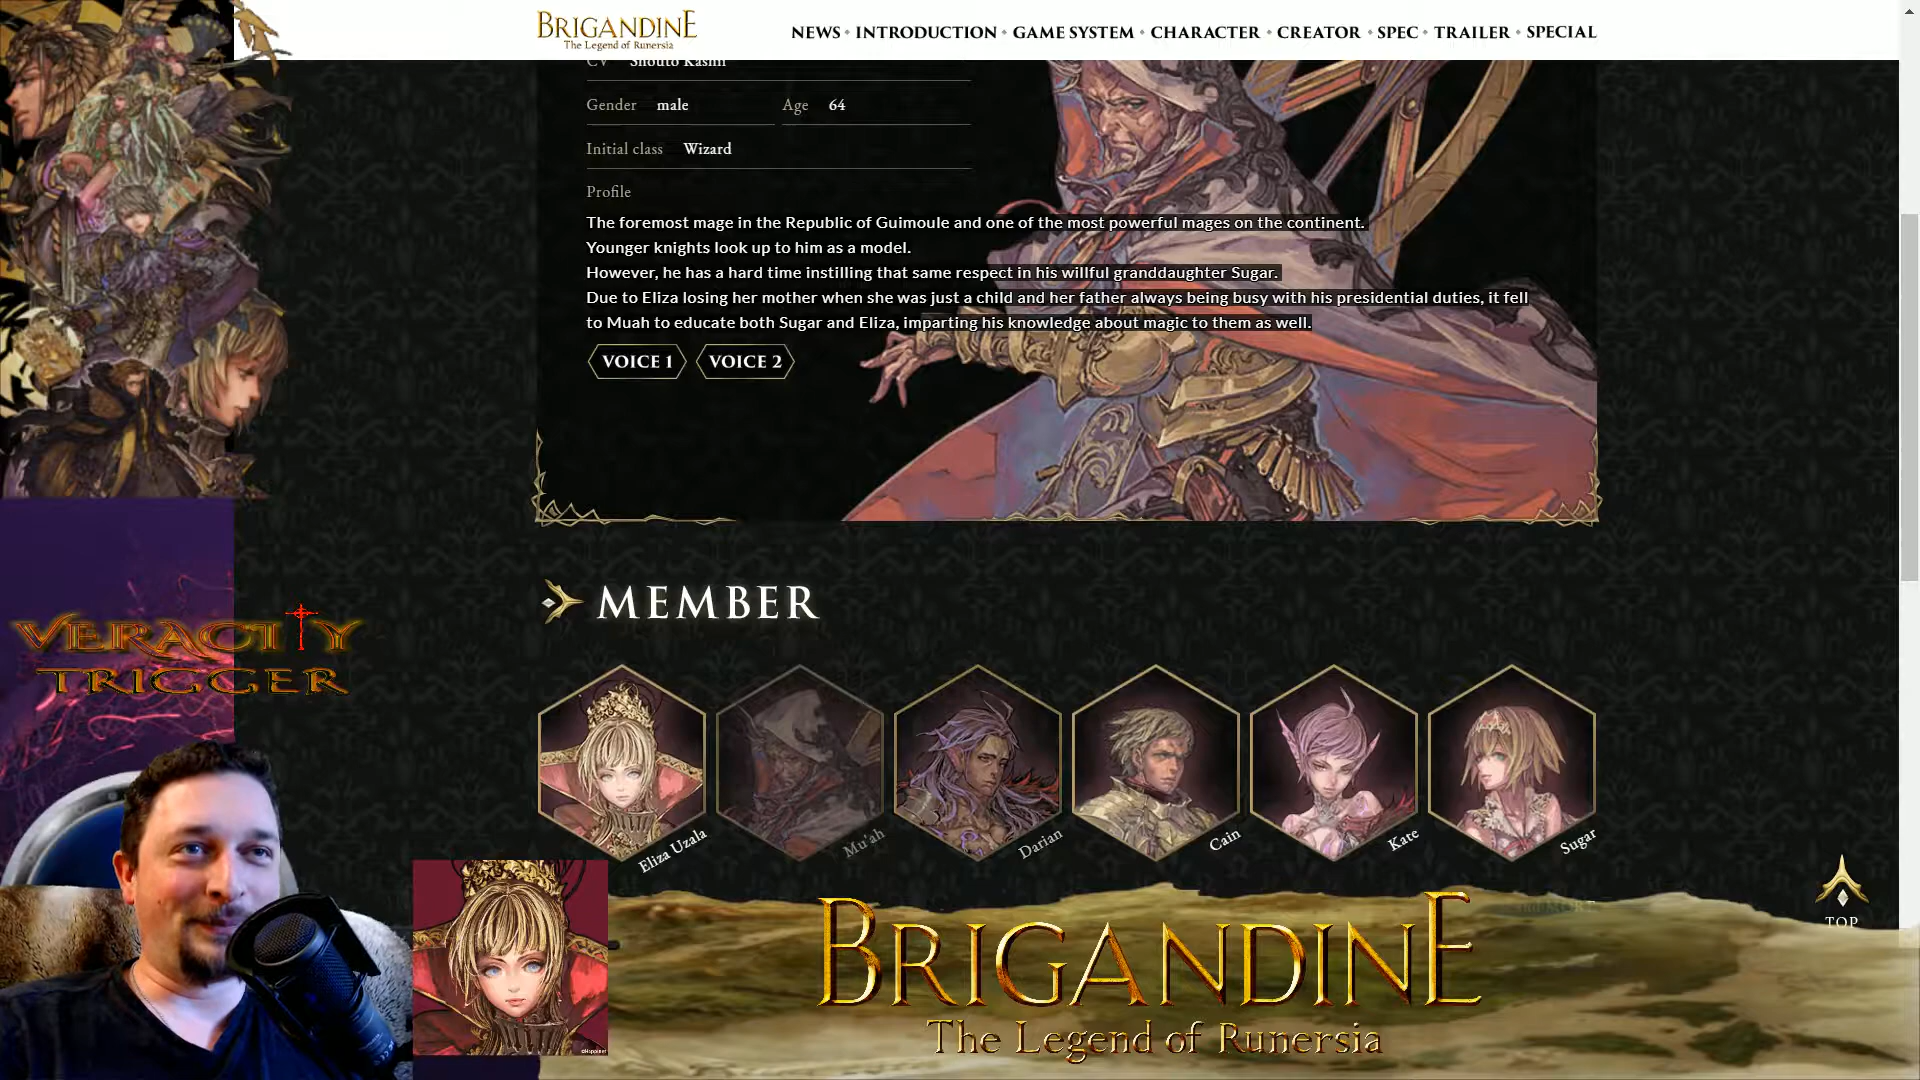 BRIGANDINE
The Legend of Runersia
NEWS • INTRODUCTION • GAME SYSTEM • CHARACTER • CREATOR • SPEC • TRAILER • SPECIAL
CV Shouto Kashii
Gender male Age 64
Initial class Wizard
Profile
The foremost mage in the Republic of Guimoule and one of the most powerful mages on the continent.
Younger knights look up to him as a model.
However, he has a hard time instilling that same respect in his willful granddaughter Sugar.
Due to Eliza losing her mother when she was just a child and her father always being busy with his presidential duties, it fell
to Muah to educate both Sugar and Eliza, imparting his knowledge about magic to them as well.
VOICE 1 VOICE 2
MEMBER
VERACITY
TRIGGER
Eliza Uzala
Mu'ah
Darian
Cain
Kate
Sugar
TOP
BRIGANDINE
The Legend of Runersia
©Happinet